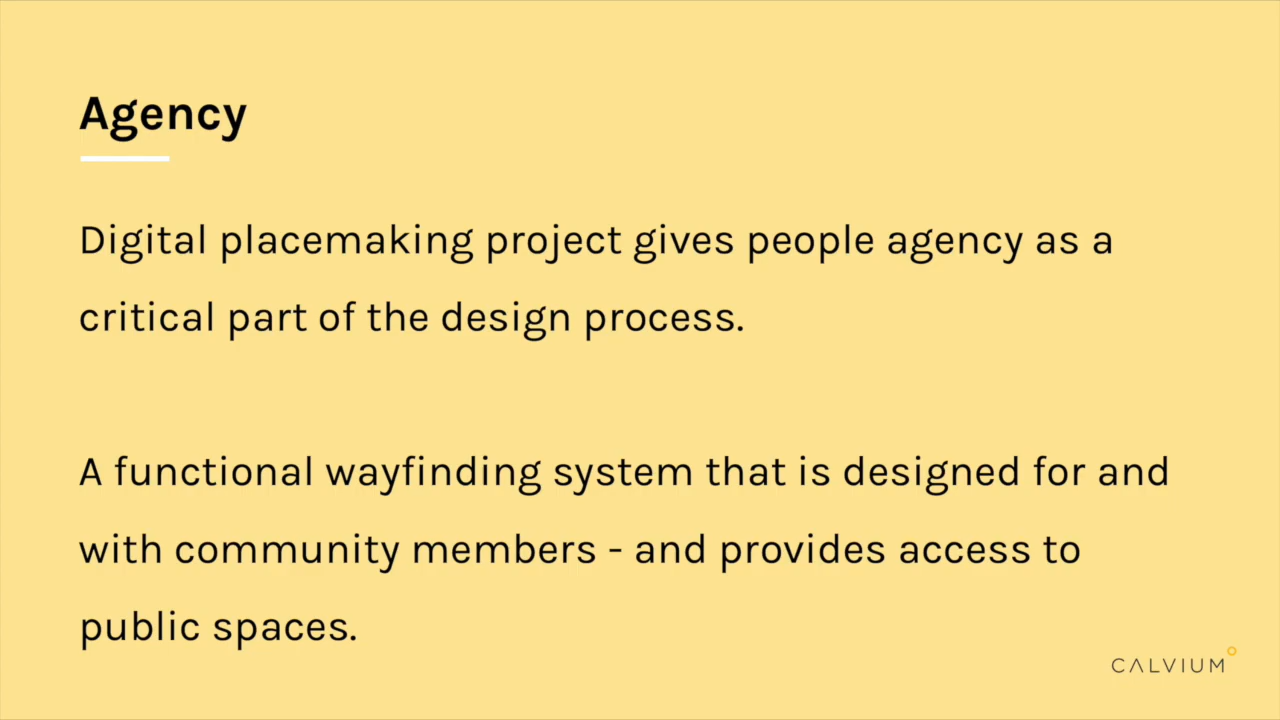 Agency
Digital placemaking project gives people agency as a
critical part of the design process.
A functional wayfinding system that is designed for and
with community members - and provides access to
public spaces.
CALVIUM